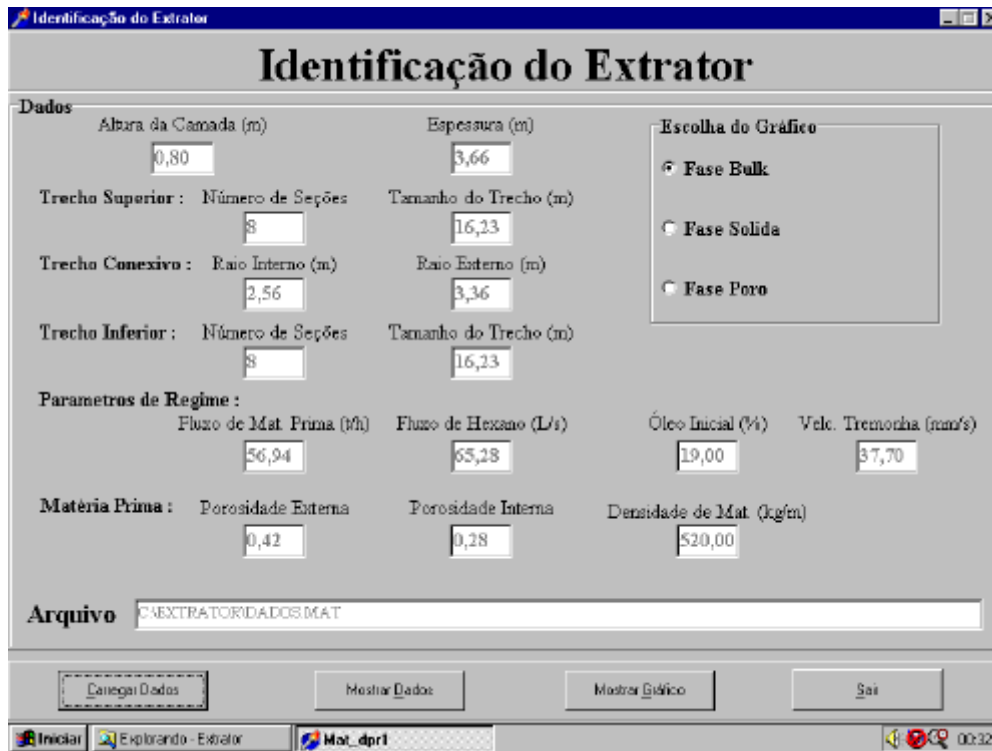 Identificação do Extrator
Identificação do Extrator
Dados
Altura da Camada (m) Espessura (m) Escolha do Gráfico
0,80 3,66
Fase Bulk
Trecho Superior : Número de Seções Tamanho do Trecho (m)
8 16,23
Fase Solida
Trecho Conexivo : Raio Interno (m) Raio Externo (m)
2,56 3,36
Fase Poro
Trecho Inferior : Número de Seções Tamanho do Trecho (m)
8 16,23
Parametros de Regime :
Fluxo de Mat. Prima (t/h) Fluxo de Hexano (L/s) Óleo Inicial (%) Velc. Tremonha (mm/s)
56,94 65,28 19,00 37,70
Matéria Prima : Porosidade Externa Porosidade Interna Densidade de Mat. (kg/m)
0,42 0,28 520,00
Arquivo C:\EXTRATOR\DADOS.MAT
Carregar Dados Mostrar Dados Mostrar Gráfico Sair
Iniciar Explorando - Extrator Mat_dpr1 00:32